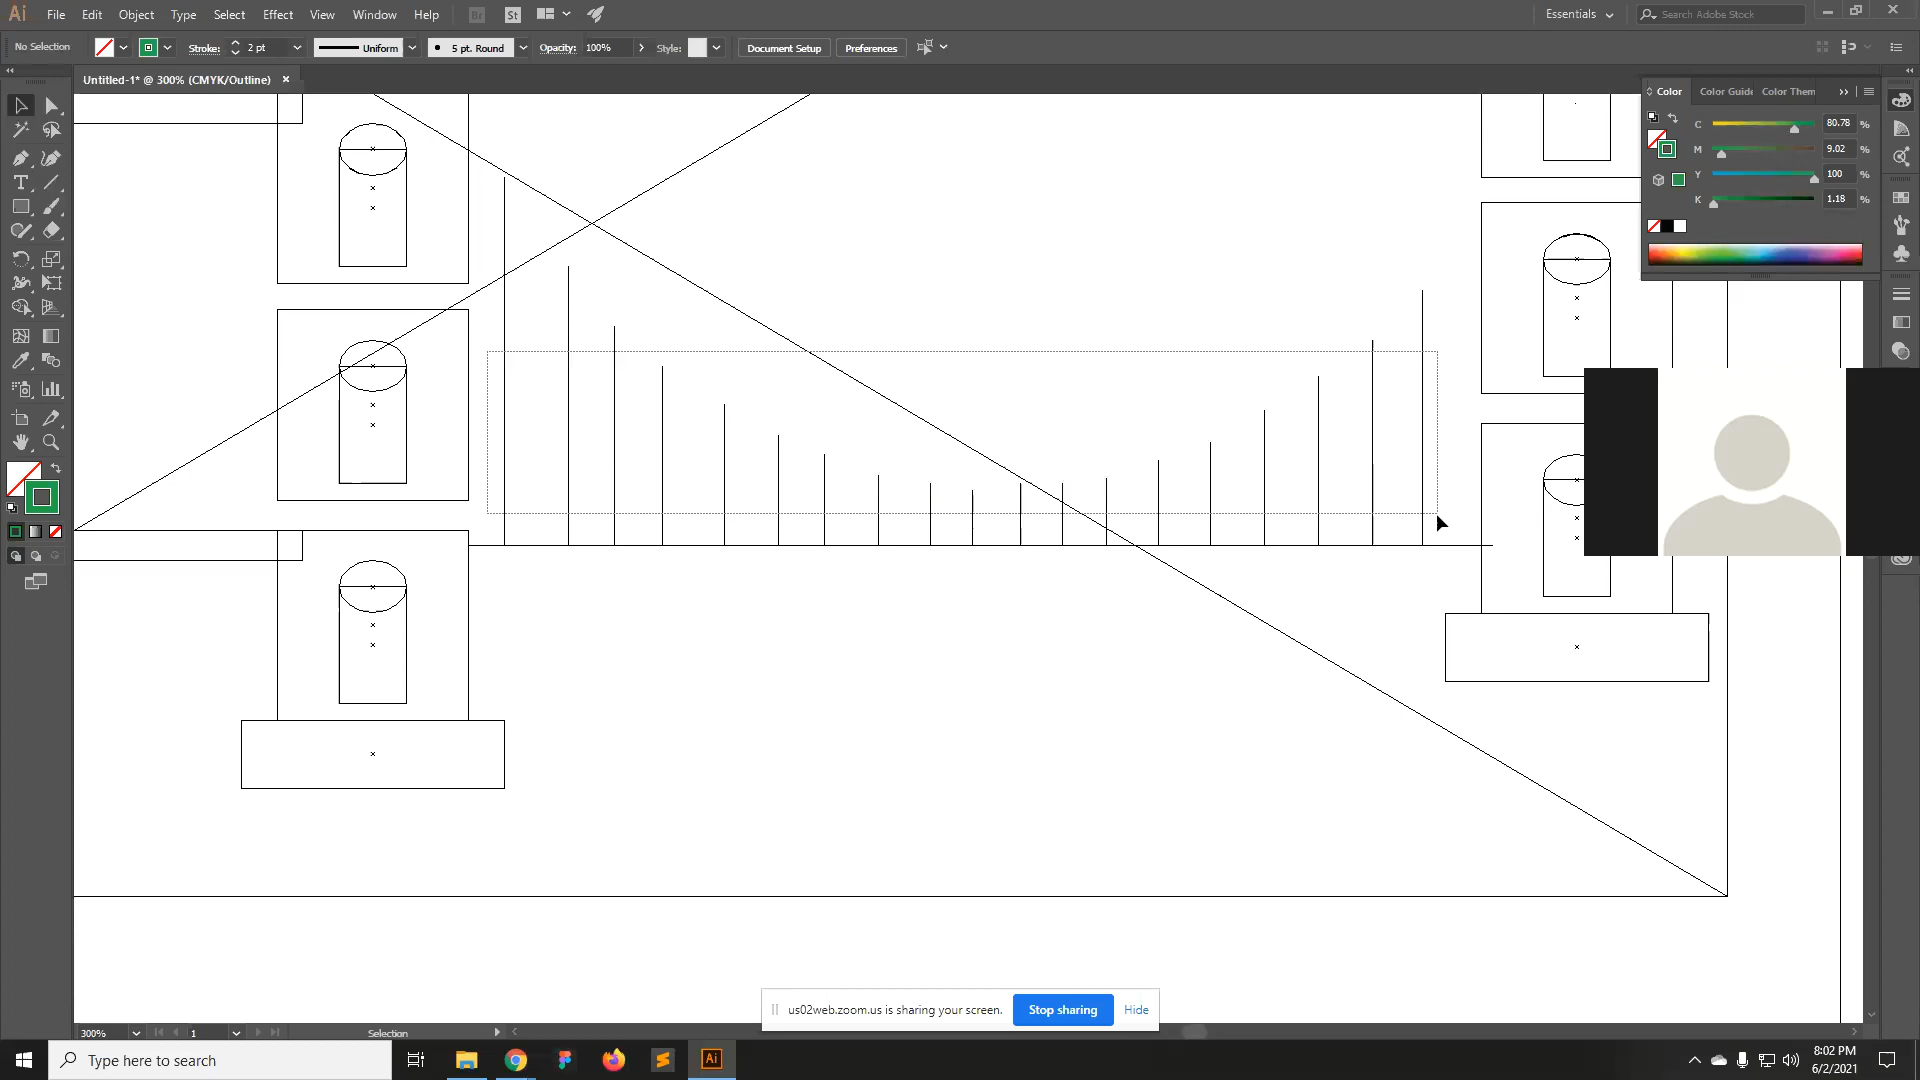 Ai File Edit Object Type Select Effect View Window Help Br St Essentials Search Adobe Stock
No Selection Stroke: 2 pt Uniform 5 pt. Round Opacity: 100% Style: Document Setup Preferences
Untitled-1* @ 300% (CMYK/Outline)
Color Color Guide Color Them
C 80.78 %
M 9.02 %
Y 100 %
K 1.18 %
us02web.zoom.us is sharing your screen. Stop sharing Hide
300% 1 Selection
Type here to search
Ai
8:02 PM
6/2/2021